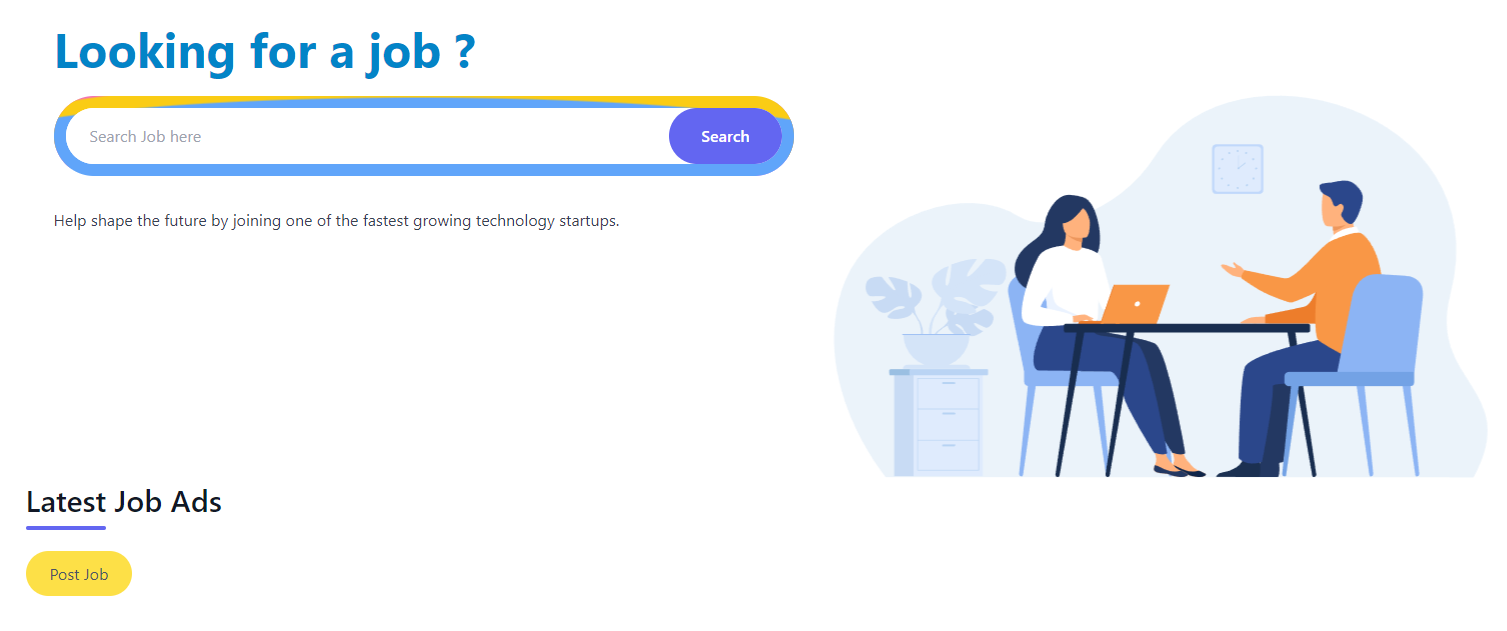 Looking for a job ?
Search Job here
Search
Help shape the future by joining one of the fastest growing technology startups.
Latest Job Ads
Post Job